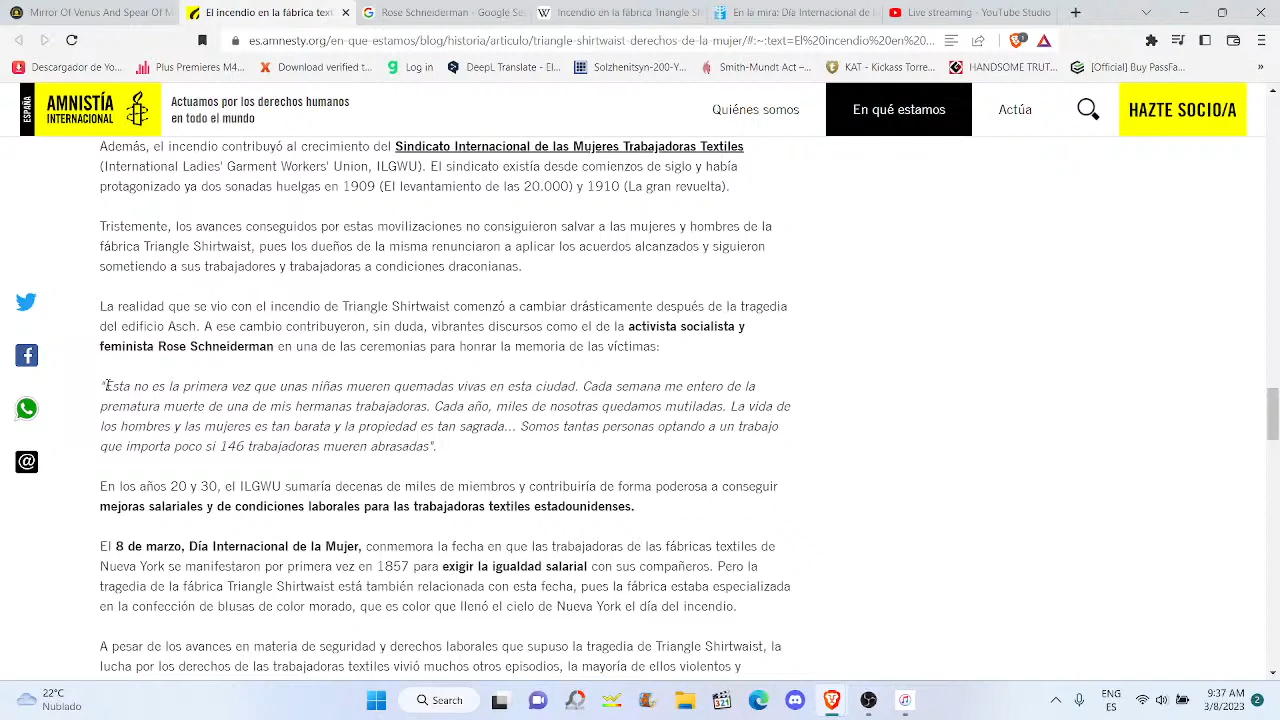 Mirror Of Venus And Spear Of M
El incendio en la fábrica text
Rose Schneiderman - Google Se
Incendio en la fábrica Triangle S
En la mira: Día Internacional de l
Live streaming - YouTube Studio
es.amnesty.org/en-que-estamos/blog/historia/articulo/triangle-shirtwaist-derechos-de-la-mujer/#:~:text=El%20incendio%20en%20...
Descargador de Yo...
Plus Premieres M4...
Download verified t...
Log in
DeepL Translate - El...
Solzhenitsyn-200-Y...
Smith-Mundt Act -...
KAT - Kickass Torre...
HANDSOME TRUT...
[Official] Buy PassFa...
ESPAÑA
AMNISTÍA
INTERNACIONAL
Actuamos por los derechos humanos
en todo el mundo
Quiénes somos
En qué estamos
Actúa
HAZTE SOCIO/A
Además, el incendio contribuyó al crecimiento del Sindicato Internacional de las Mujeres Trabajadoras Textiles
(International Ladies' Garment Workers' Union, ILGWU). El sindicato existía desde comienzos de siglo y había
protagonizado ya dos sonadas huelgas en 1909 (El levantamiento de las 20.000) y 1910 (La gran revuelta).
Tristemente, los avances conseguidos por estas movilizaciones no consiguieron salvar a las mujeres y hombres de la
fábrica Triangle Shirtwaist, pues los dueños de la misma renunciaron a aplicar los acuerdos alcanzados y siguieron
sometiendo a sus trabajadores y trabajadoras a condiciones draconianas.
La realidad que se vio con el incendio de Triangle Shirtwaist comenzó a cambiar drásticamente después de la tragedia
del edificio Asch. A ese cambio contribuyeron, sin duda, vibrantes discursos como el de la activista socialista y
feminista Rose Schneiderman en una de las ceremonias para honrar la memoria de las víctimas:
"Esta no es la primera vez que unas niñas mueren quemadas vivas en esta ciudad. Cada semana me entero de la
prematura muerte de una de mis hermanas trabajadoras. Cada año, miles de nosotras quedamos mutiladas. La vida de
los hombres y las mujeres es tan barata y la propiedad es tan sagrada... Somos tantas personas optando a un trabajo
que importa poco si 146 trabajadoras mueren abrasadas".
En los años 20 y 30, el ILGWU sumaría decenas de miles de miembros y contribuiría de forma poderosa a conseguir
mejoras salariales y de condiciones laborales para las trabajadoras textiles estadounidenses.
El 8 de marzo, Día Internacional de la Mujer, conmemora la fecha en que las trabajadoras de las fábricas textiles de
Nueva York se manifestaron por primera vez en 1857 para exigir la igualdad salarial con sus compañeros. Pero la
tragedia de la fábrica Triangle Shirtwaist está también relacionada con esta fecha, pues la fábrica estaba especializada
en la confección de blusas de color morado, que es color que llenó el cielo de Nueva York el día del incendio.
A pesar de los avances en materia de seguridad y derechos laborales que supuso la tragedia de Triangle Shirtwaist, la
lucha por los derechos de las trabajadoras textiles vivió muchos otros episodios, la mayoría de ellos violentos y
22°C
Nublado
Search
321
ENG
ES
9:37 AM
3/8/2023
2